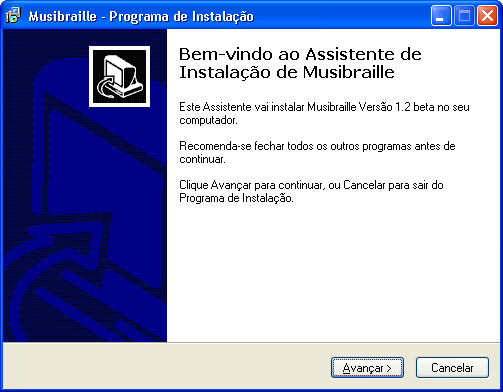 Musibraille - Programa de Instalação
Bem-vindo ao Assistente de
Instalação de Musibraille
Este Assistente vai instalar Musibraille Versão 1.2 beta no seu
computador.
Recomenda-se fechar todos os outros programas antes de
continuar.
Clique Avançar para continuar, ou Cancelar para sair do
Programa de Instalação.
Avançar >
Cancelar